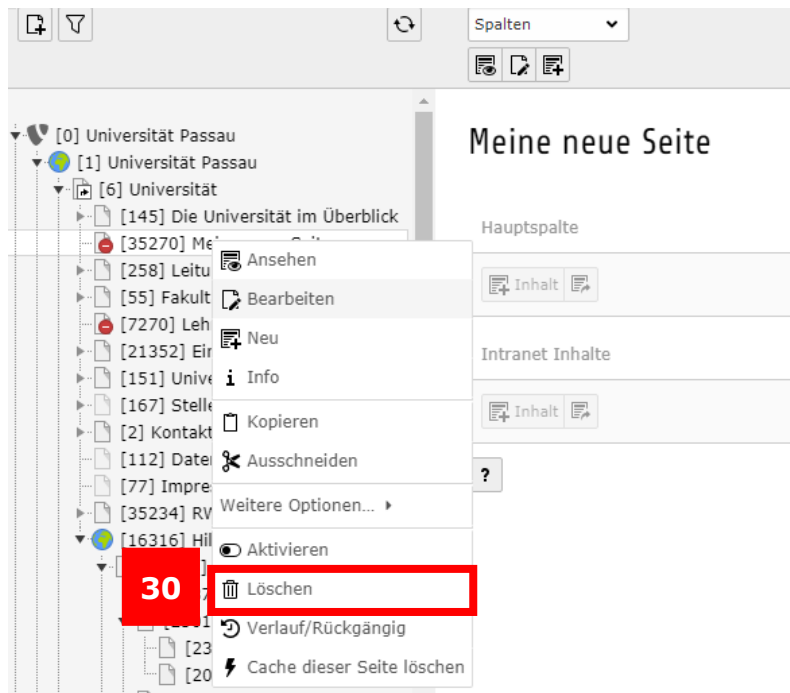 Spalten
[0] Universität Passau
[1] Universität Passau
[6] Universität
[145] Die Universität im Überblick
[35270]
[258]
[55]
[7270]
[21352]
[151]
[167]
[2]
[112]
[77]
[35234]
[16316]
Ansehen
Bearbeiten
Neu
Info
Kopieren
Ausschneiden
Weitere Optionen...
Aktivieren
30
Löschen
Verlauf/Rückgängig
Cache dieser Seite löschen
Meine neue Seite
Hauptspalte
Inhalt
Intranet Inhalte
Inhalt
?